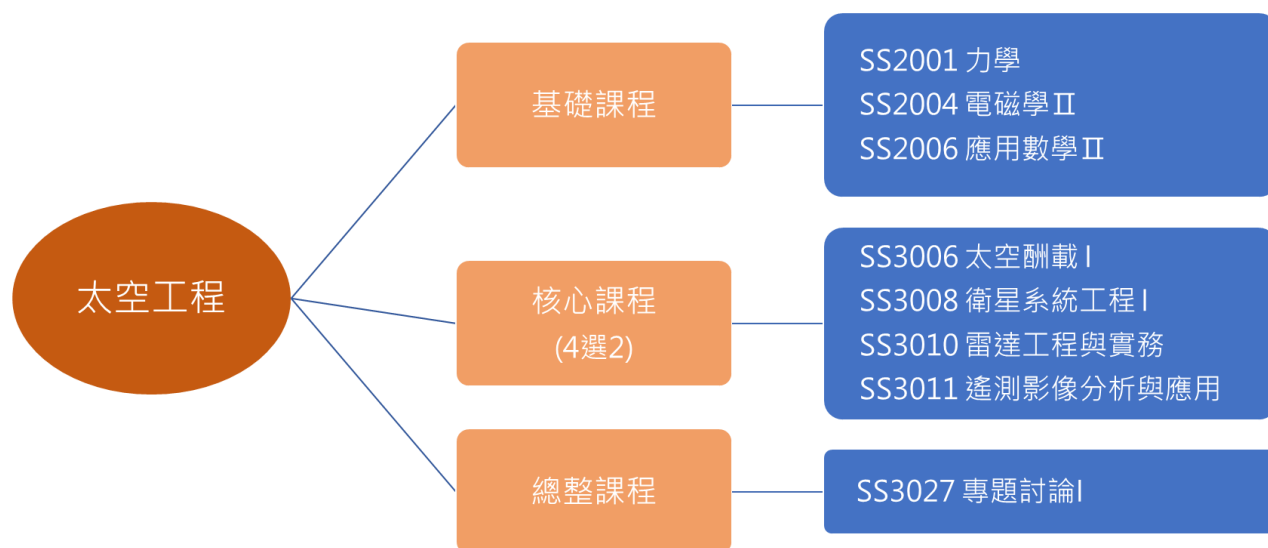 太空工程
基礎課程
SS2001 力學
SS2004 電磁學Ⅱ
SS2006 應用數學Ⅱ
核心課程
(4選2)
SS3006 太空酬載 I
SS3008 衛星系統工程 I
SS3010 雷達工程與實務
SS3011 遙測影像分析與應用
總整課程
SS3027 專題討論I